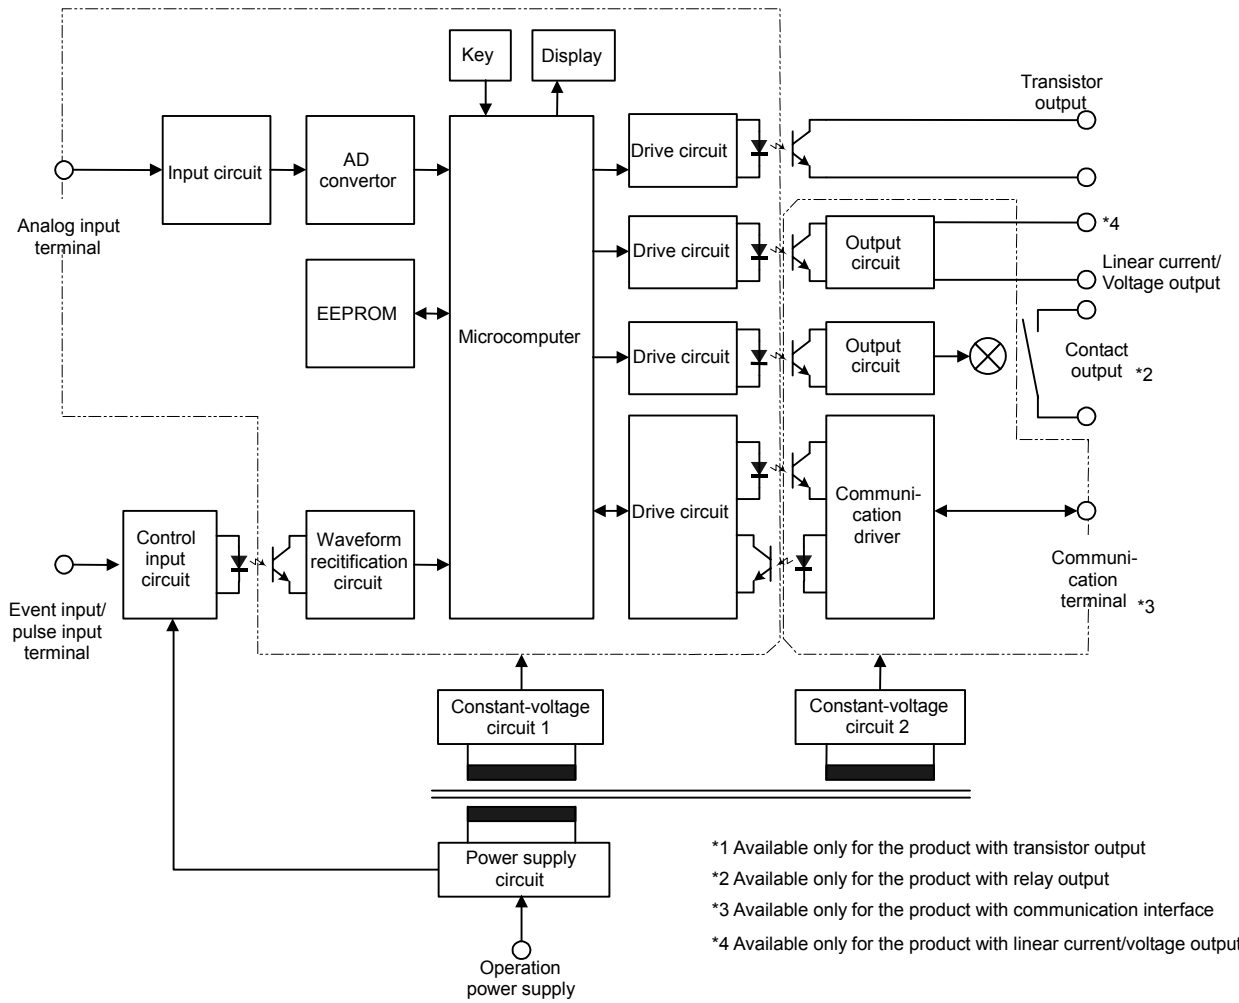 Key
Display
Transistor
output
Input circuit
AD
convertor
Drive circuit
Analog input
terminal
*4
Drive circuit
Output
circuit
Linear current/
Voltage output
EEPROM
Microcomputer
Drive circuit
Output
circuit
Contact
output *2
Control
input
circuit
Waveform
rectification
circuit
Drive circuit
Communi-
cation
driver
Event input/
pulse input
terminal
Communi-
cation
terminal *3
Constant-voltage
circuit 1
Constant-voltage
circuit 2
Power supply
circuit
Operation
power supply
*1 Available only for the product with transistor output
*2 Available only for the product with relay output
*3 Available only for the product with communication interface
*4 Available only for the product with linear current/voltage output